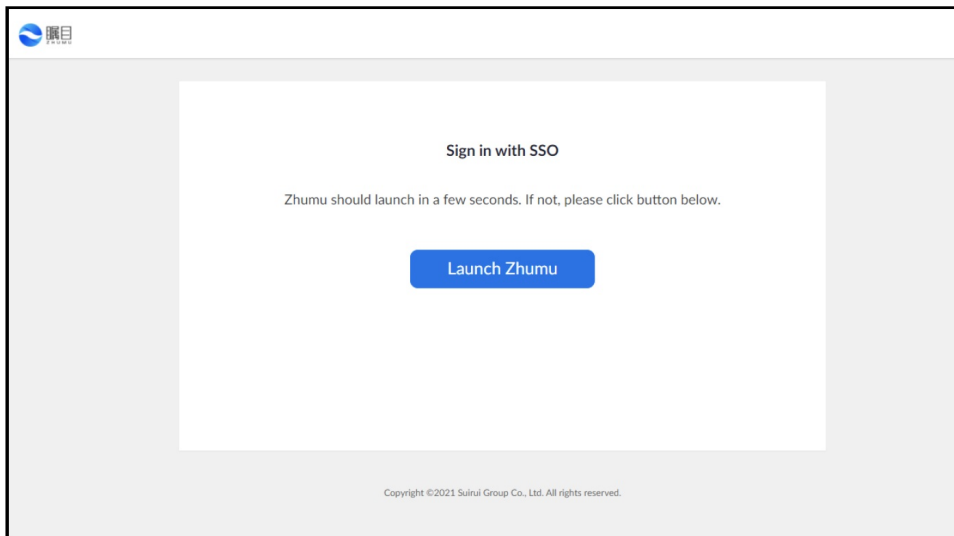 瞩目
ZHUMU
Sign in with SSO
Zhumu should launch in a few seconds. If not, please click button below.
Launch Zhumu
Copyright ©2021 Suirui Group Co., Ltd. All rights reserved.